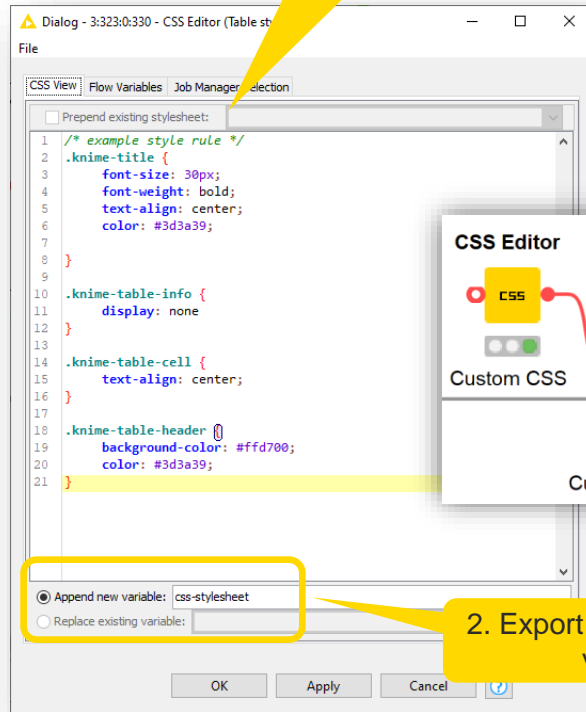 Dialog - 3:323:0:330 - CSS Editor (Table st
File
CSS View Flow Variables Job Manager Selection
Prepend existing stylesheet:
1 /* example style rule */
2 .knime-title {
3 font-size: 30px;
4 font-weight: bold;
5 text-align: center;
6 color: #3d3a39;
7
8 }
9
10 .knime-table-info {
11 display: none
12 }
13
14 .knime-table-cell {
15 text-align: center;
16 }
17
18 .knime-table-header {
19 background-color: #ffd700;
20 color: #3d3a39;
21 }
CSS Editor
CSS
Custom CSS
Cu
Append new variable: css-stylesheet
Replace existing variable:
2. Export
OK Apply Cancel ?